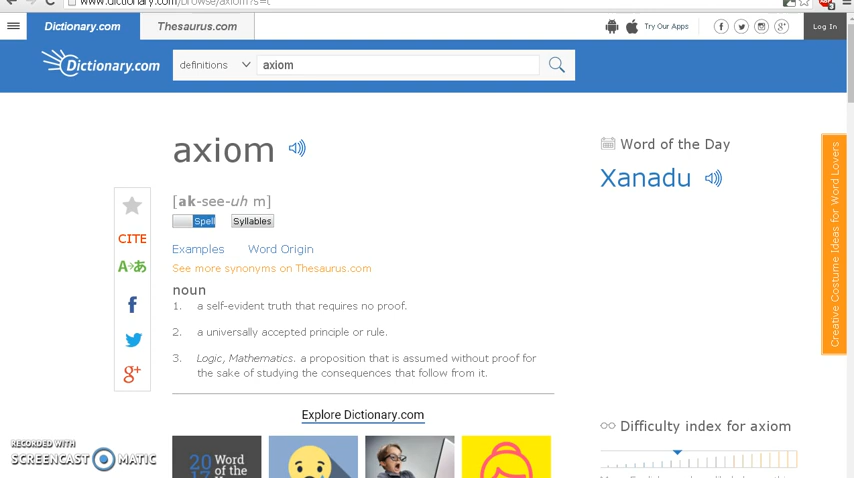 www.dictionary.com/browse/axiom?s=t
Dictionary.com
Thesaurus.com
Try Our Apps
Log In
Dictionary.com
definitions
axiom
axiom
Word of the Day
Xanadu
[ak-see-uh m]
Spell
Syllables
CITE
Examples
Word Origin
See more synonyms on Thesaurus.com
noun
1. a self-evident truth that requires no proof.
2. a universally accepted principle or rule.
3. Logic, Mathematics. a proposition that is assumed without proof for
the sake of studying the consequences that follow from it.
Creative Costume Ideas for Word Lovers
Explore Dictionary.com
Difficulty index for axiom
Word
of the
RECORDED WITH
SCREENCAST MATIC